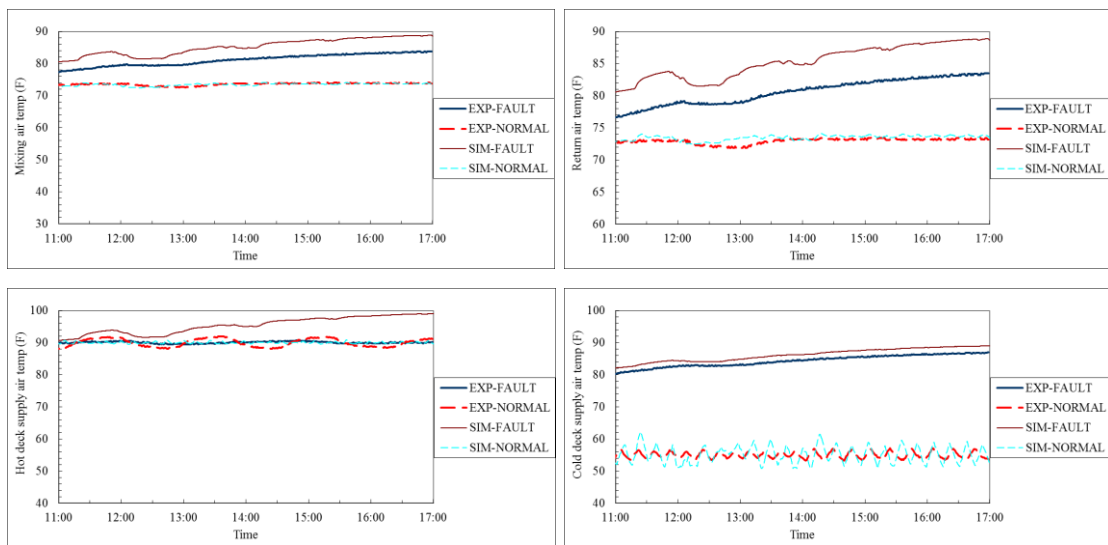 Mixing air temp (F)
90
80
70
60
50
40
30
11:00 12:00 13:00 14:00 15:00 16:00 17:00
Time
EXP-FAULT
EXP-NORMAL
SIM-FAULT
SIM-NORMAL
Return air temp (F)
90
85
80
75
70
65
60
11:00 12:00 13:00 14:00 15:00 16:00 17:00
Time
EXP-FAULT
EXP-NORMAL
SIM-FAULT
SIM-NORMAL
Hot deck supply air temp (F)
100
90
80
70
60
50
40
11:00 12:00 13:00 14:00 15:00 16:00 17:00
Time
EXP-FAULT
EXP-NORMAL
SIM-FAULT
SIM-NORMAL
Cold deck supply air temp (F)
100
90
80
70
60
50
40
11:00 12:00 13:00 14:00 15:00 16:00 17:00
Time
EXP-FAULT
EXP-NORMAL
SIM-FAULT
SIM-NORMAL